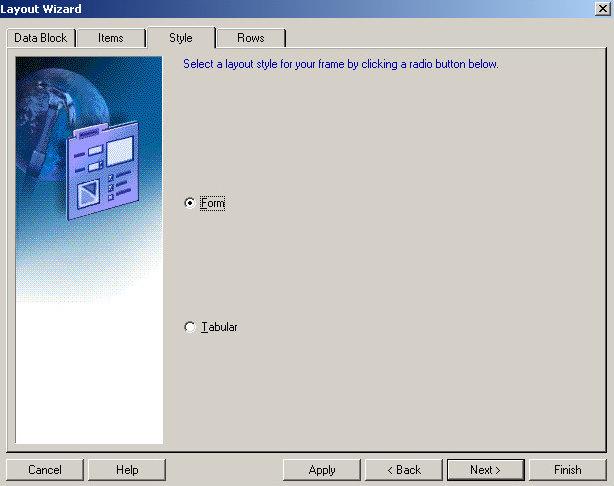 Layout Wizard
Data Block Items Style Rows
Select a layout style for your frame by clicking a radio button below.
Form
Tabular
Cancel Help Apply < Back Next > Finish